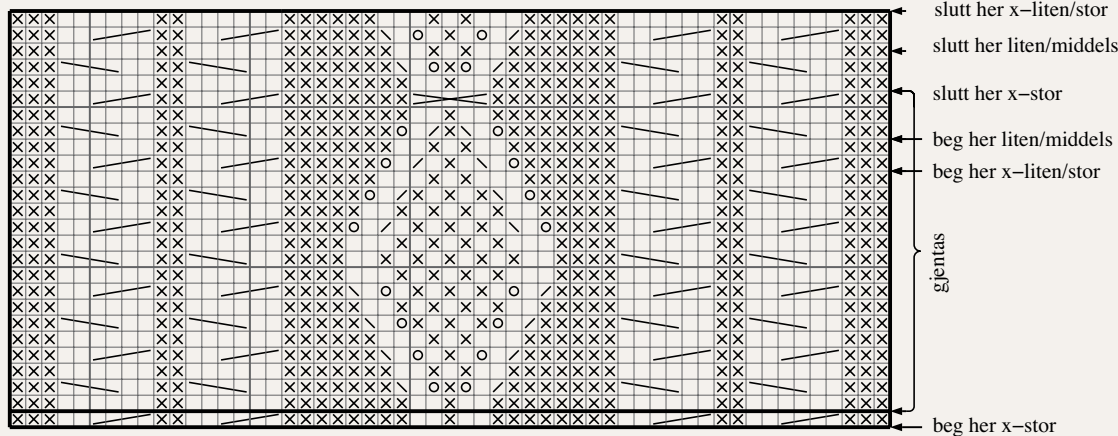 slutt her x−liten/stor
slutt her liten/middels
slutt her x−stor
beg her liten/middels
beg her x−liten/stor
gjentas
beg her x−stor